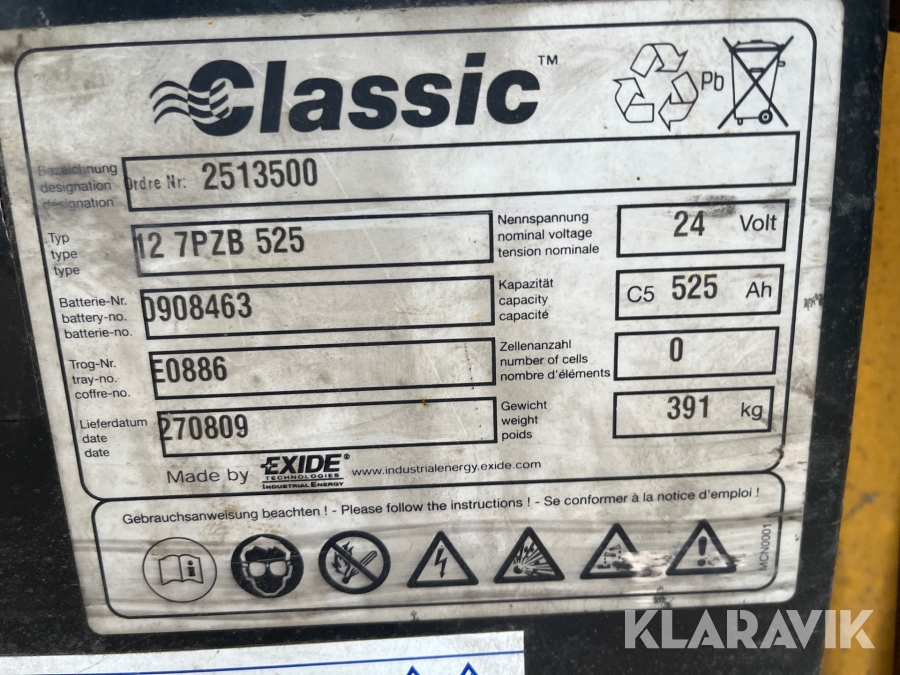 Classic™
Pb
Bezeichnung
designation
désignation
Ordre Nr. 2513500
Typ
type
type
12 7PZB 525
Nennspannung
nominal voltage
tension nominale
24 Volt
Batterie-Nr.
battery-no.
batterie-no.
0908463
Kapazität
capacity
capacité
C5 525 Ah
Trog-Nr.
tray-no.
coffre-no.
E0886
Zellenanzahl
number of cells
nombre d'éléments
0
Lieferdatum
date
date
270809
Gewicht
weight
poids
391 kg
Made by EXIDE® TECHNOLOGIES INDUSTRIAL ENERGY www.industrialenergy.exide.com
Gebrauchsanweisung beachten ! - Please follow the instructions ! - Se conformer à la notice d'emploi !
MCN0001
KLARAVIK